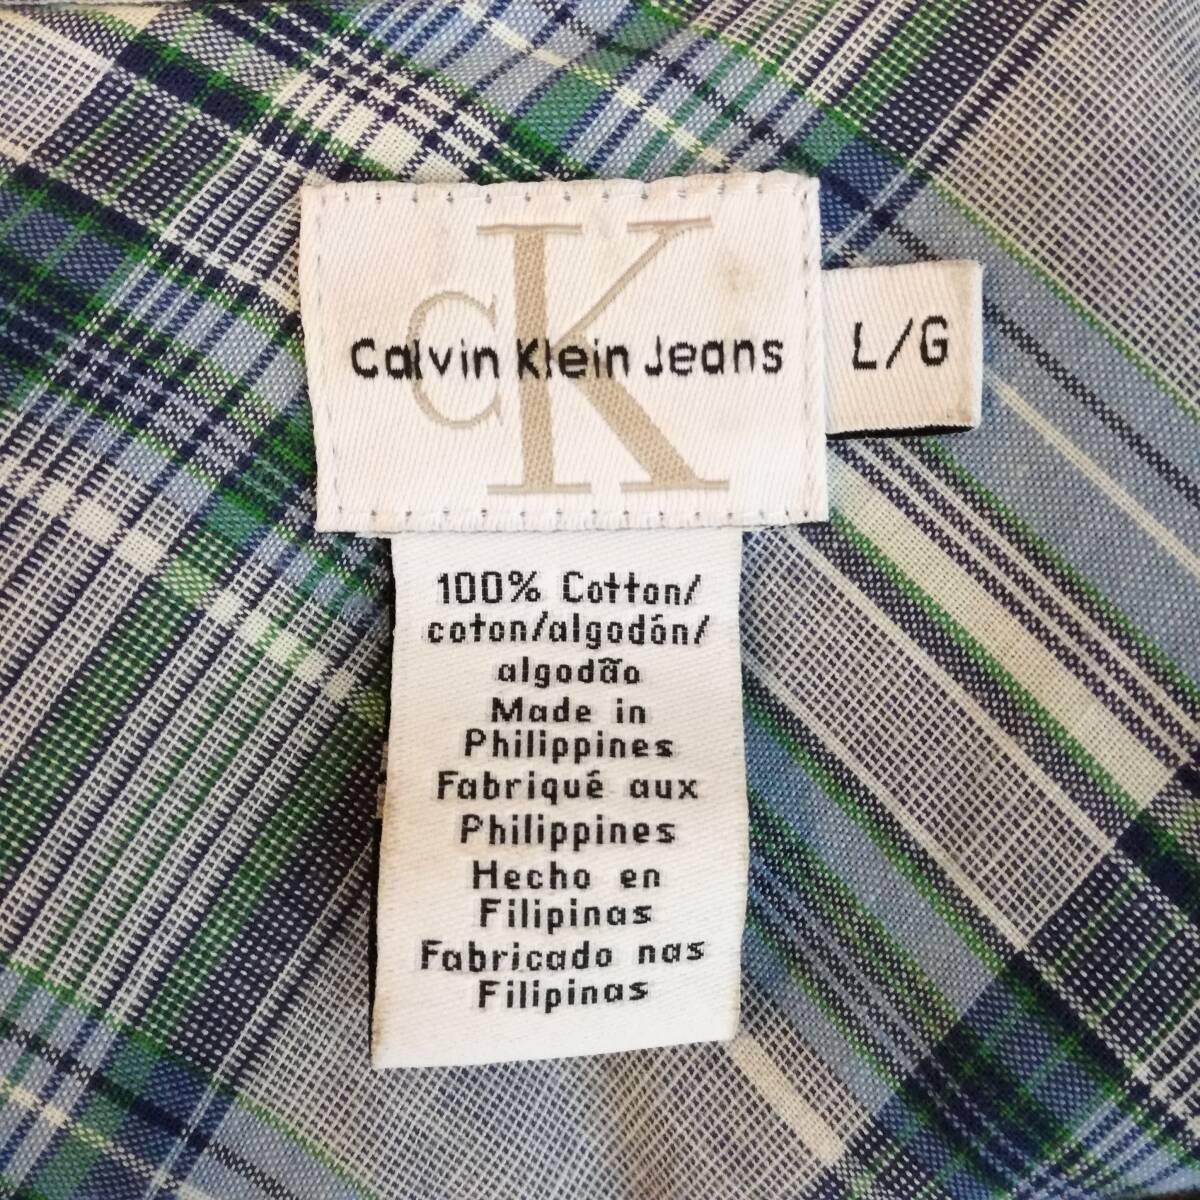 CK
Calvin Klein Jeans
L/G
100% Cotton/
coton/algodón/
algodão
Made in
Philippines
Fabriqué aux
Philippines
Hecho en
Filipinas
Fabricado nas
Filipinas